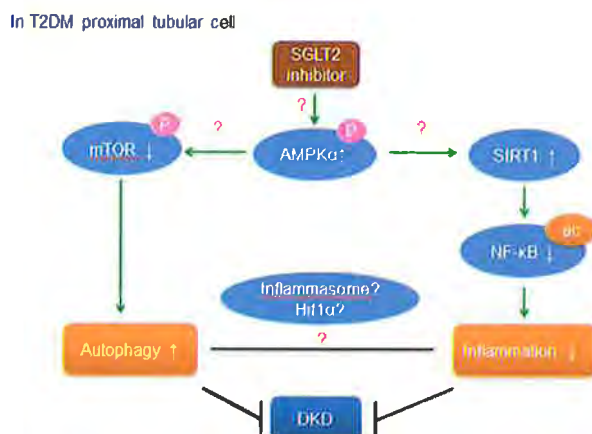 In T2DM proximal tubular cell
SGLT2
inhibitor
?
?
?
P
P
mTOR ↓
AMPKα↑
SIRT1 ↑
ac
NF-κB ↓
Inflammasome?
Hif1α?
?
Autophagy ↑
Inflammation ↓
DKD